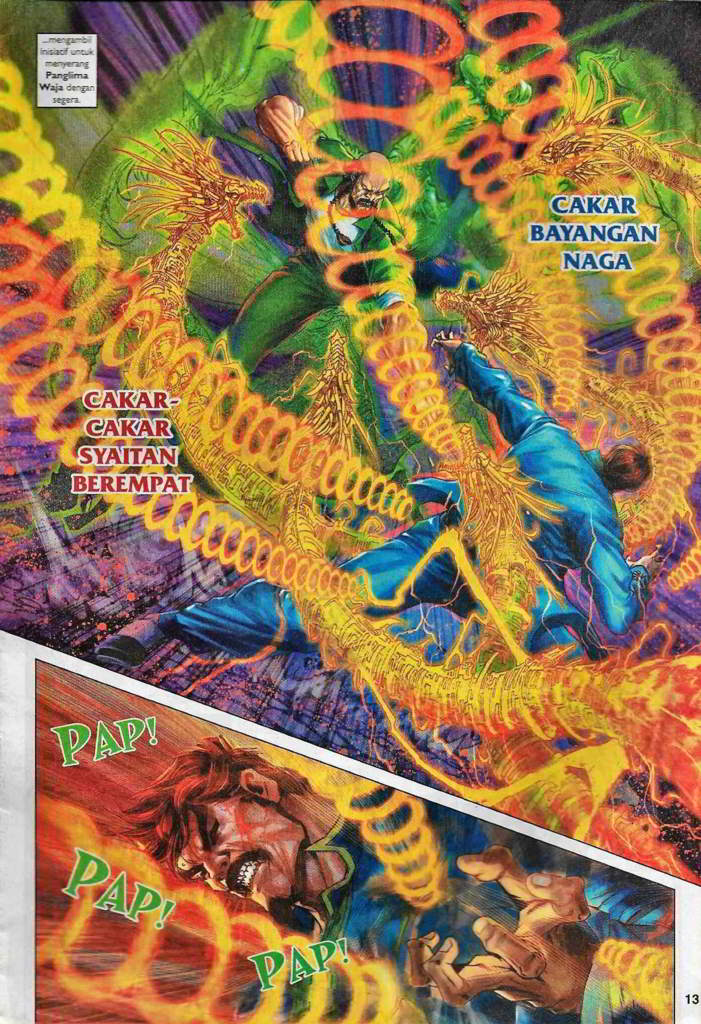 ...mengambil
inisiatif untuk
menyerang
Panglima
Waja dengan
segera.
CAKAR
BAYANGAN
NAGA
CAKAR-
CAKAR
SYAITAN
BEREMPAT
PAP!
PAP!
PAP!
13